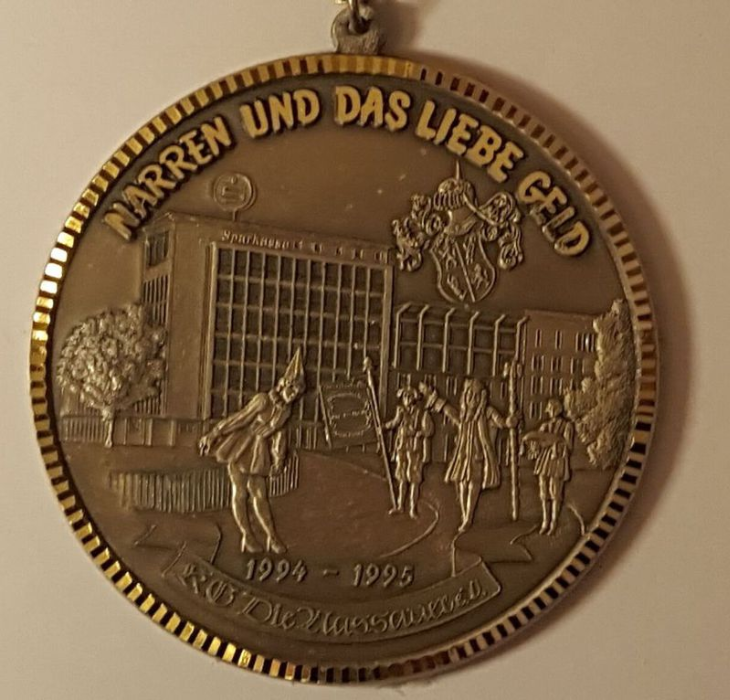 NARREN UND DAS LIEBE GELD
Sparkasse
1994 - 1995
KG Die Nassauer e.V.